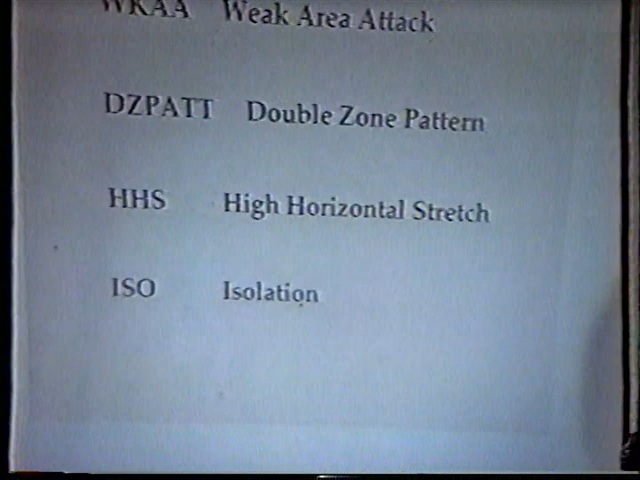 WKAA Weak Area Attack
DZPATT Double Zone Pattern
HHS High Horizontal Stretch
ISO Isolation